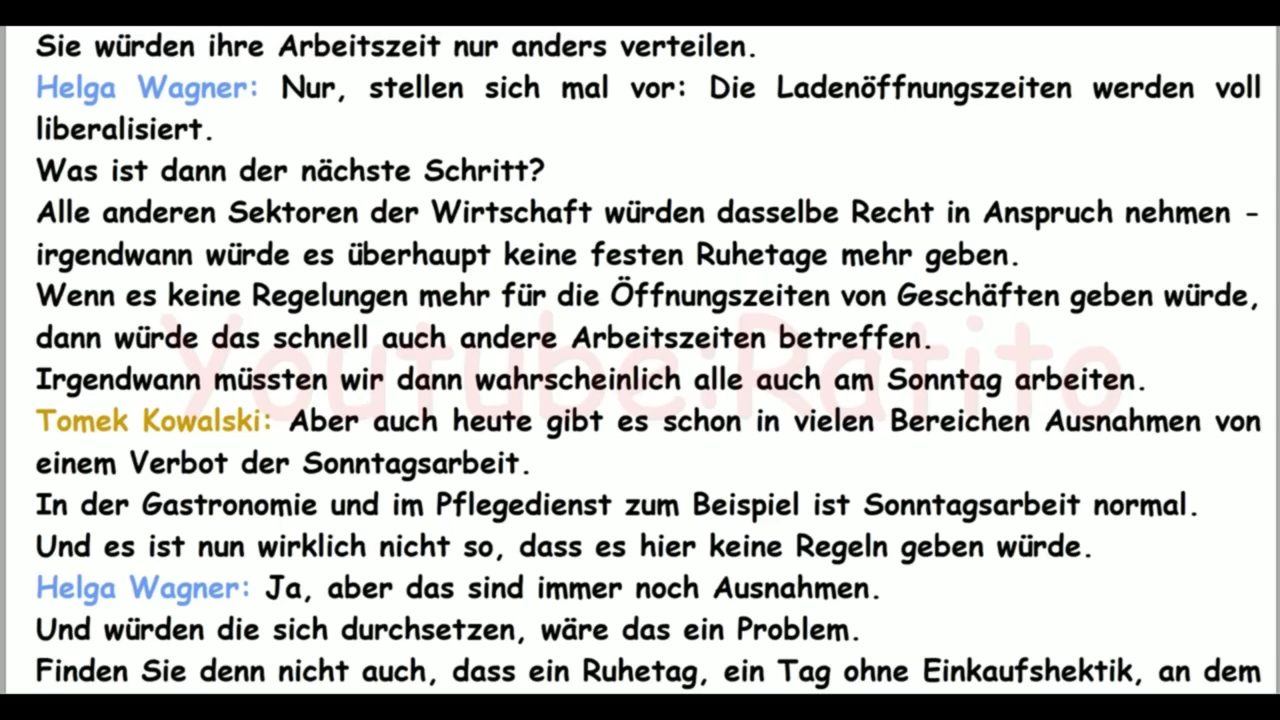 Sie würden ihre Arbeitszeit nur anders verteilen.
Helga Wagner: Nur, stellen sich mal vor: Die Ladenöffnungszeiten werden voll
liberalisiert.
Was ist dann der nächste Schritt?
Alle anderen Sektoren der Wirtschaft würden dasselbe Recht in Anspruch nehmen -
irgendwann würde es überhaupt keine festen Ruhetage mehr geben.
Wenn es keine Regelungen mehr für die Öffnungszeiten von Geschäften geben würde,
dann würde das schnell auch andere Arbeitszeiten betreffen.
Youtube:Ratito
Irgendwann müssten wir dann wahrscheinlich alle auch am Sonntag arbeiten.
Tomek Kowalski: Aber auch heute gibt es schon in vielen Bereichen Ausnahmen von
einem Verbot der Sonntagsarbeit.
In der Gastronomie und im Pflegedienst zum Beispiel ist Sonntagsarbeit normal.
Und es ist nun wirklich nicht so, dass es hier keine Regeln geben würde.
Helga Wagner: Ja, aber das sind immer noch Ausnahmen.
Und würden die sich durchsetzen, wäre das ein Problem.
Finden Sie denn nicht auch, dass ein Ruhetag, ein Tag ohne Einkaufshektik, an dem